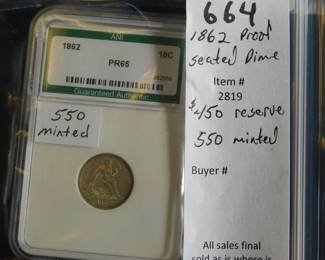 ANI
1862 10C
PR65
Guaranteed Authentic
550
minted
664
1862 Proof
seated Dime
Item #
2819
$450 reserve
550 minted
Buyer #
All sales final
sold as is where is